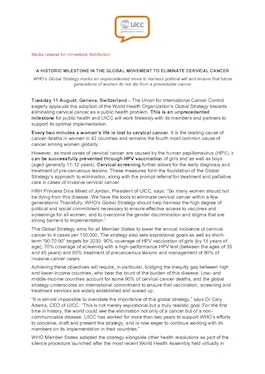 uicc
Media release for immediate distribution
A HISTORIC MILESTONE IN THE GLOBAL MOVEMENT TO ELIMINATE CERVICAL CANCER
WHO's Global Strategy marks an unprecedented move to harness political will and ensure that future
generations of women do not die from a preventable cancer
Tuesday 11 August, Geneva, Switzerland – The Union for International Cancer Control
eagerly applauds the adoption of the World Health Organization's Global Strategy towards
eliminating cervical cancer as a public health problem. This is an unprecedented
milestone for public health and UICC will work tirelessly with its members and partners to
support its optimal implementation.
Every two minutes a woman's life is lost to cervical cancer. It is the leading cause of
cancer deaths in women in 42 countries and remains the fourth most common cause of
cancer among women globally.
However, as most cases of cervical cancer are caused by the human papillomavirus (HPV), it
can be successfully prevented through HPV vaccination of girls and as well as boys
(aged generally 11-12 years). Cervical screening further allows for the early diagnosis and
treatment of precancerous lesions. These measures form the foundation of the Global
Strategy's approach to elimination, along with the prompt referral for treatment and palliative
care in cases of invasive cervical cancer.
HRH Princess Dina Mired of Jordan, President of UICC, says: "So many women should not
be dying from this disease. We have the tools to eliminate cervical cancer within a few
generations! Thankfully, WHO's Global Strategy should help harness the high degree of
political and social commitment necessary to ensure effective access to vaccines and
screenings for all women, and to overcome the gender discrimination and stigma that are
strong barriers to implementation."
The Global Strategy aims for all Member States to lower the annual incidence of cervical
cancer to 4 cases per 100,000. The strategy also sets aspirational goals as short-
term "90:70:90" targets for 2030: 90% coverage of HPV vaccination of girls (by 15 years of
age), 70% coverage of screening with a high performance HPV test (between the ages of 35
and 45 years) and 90% treatment of precancerous lesions and management of 90% of
invasive cancer cases.
Achieving these objectives will require, in particular, bridging the inequity gap between high
and lower-income countries, who bear the brunt of the burden of this disease. Low- and
middle-income countries account for some 90% of cervical cancer deaths, and the global
strategy underscores an international commitment to ensure that vaccination, screening and
treatment services are widely established and scaled up.
"It is almost impossible to overstate the importance of this global strategy," says Dr Cary
Adams, CEO of UICC. "This is not merely aspirational but a truly realistic goal. For the first
time in history, the world could see the elimination not only of a cancer but of a non-
communicable disease. UICC has worked for more than two years to support WHO's efforts
to conceive, draft and present the strategy, and is now eager to continue working with its
members on its implementation in their countries."
WHO Member States adopted the strategy alongside other health resolutions as part of the
silence procedure launched after the most recent World Health Assembly held virtually in